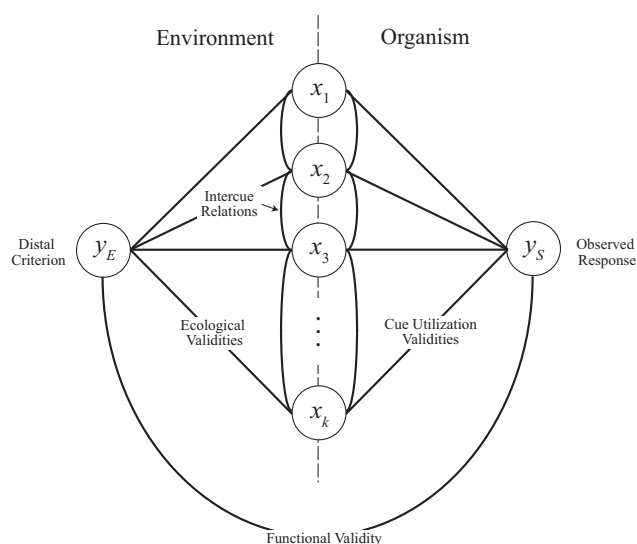 Environment
Organism
x1
x2
Intercue
Relations
Distal
Criterion
yE
x3
yS
Observed
Response
Ecological
Validities
Cue Utilization
Validities
xk
Functional Validity